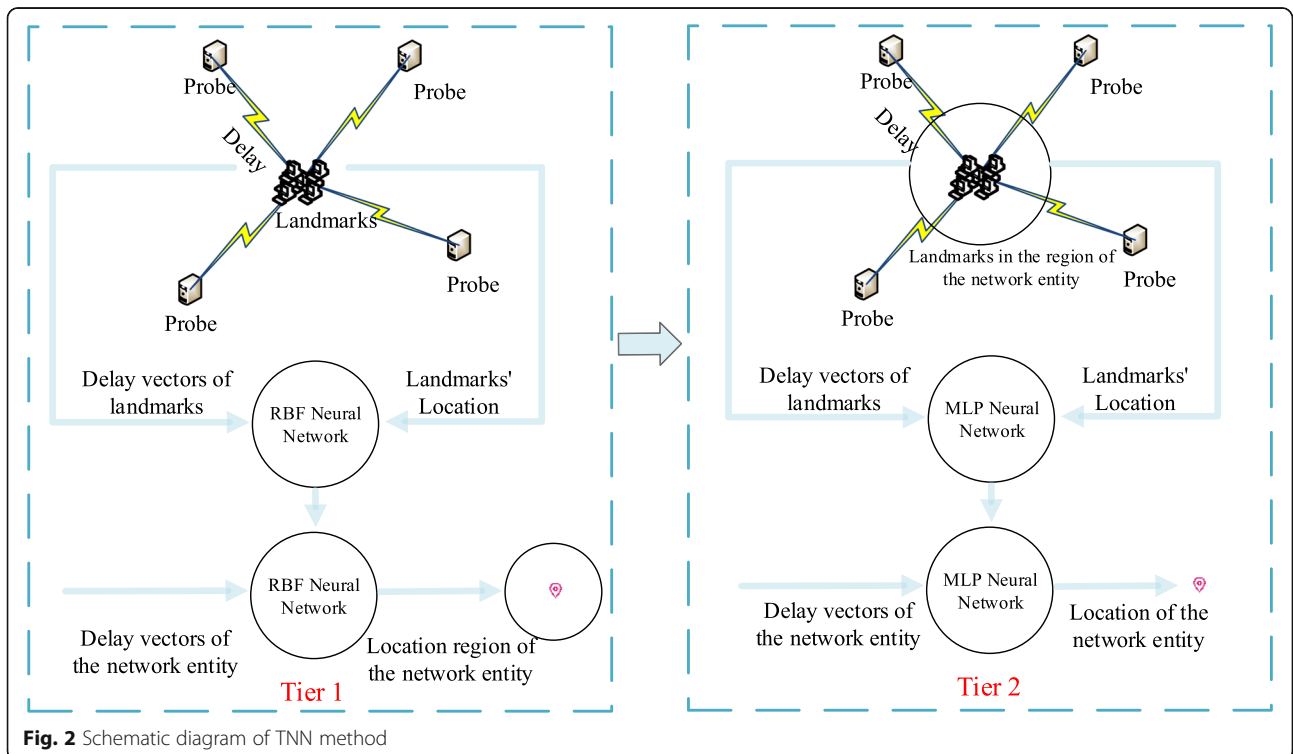 Probe
Probe
Delay
Landmarks
Probe
Probe
Delay vectors of
landmarks
Landmarks'
Location
RBF Neural
Network
RBF Neural
Network
Delay vectors of
the network entity
Location region of
the network entity
Tier 1
Probe
Probe
Delay
Landmarks in the region of
the network entity
Probe
Probe
Delay vectors of
landmarks
Landmarks'
Location
MLP Neural
Network
MLP Neural
Network
Delay vectors of
the network entity
Location of the
network entity
Tier 2
Fig. 2 Schematic diagram of TNN method